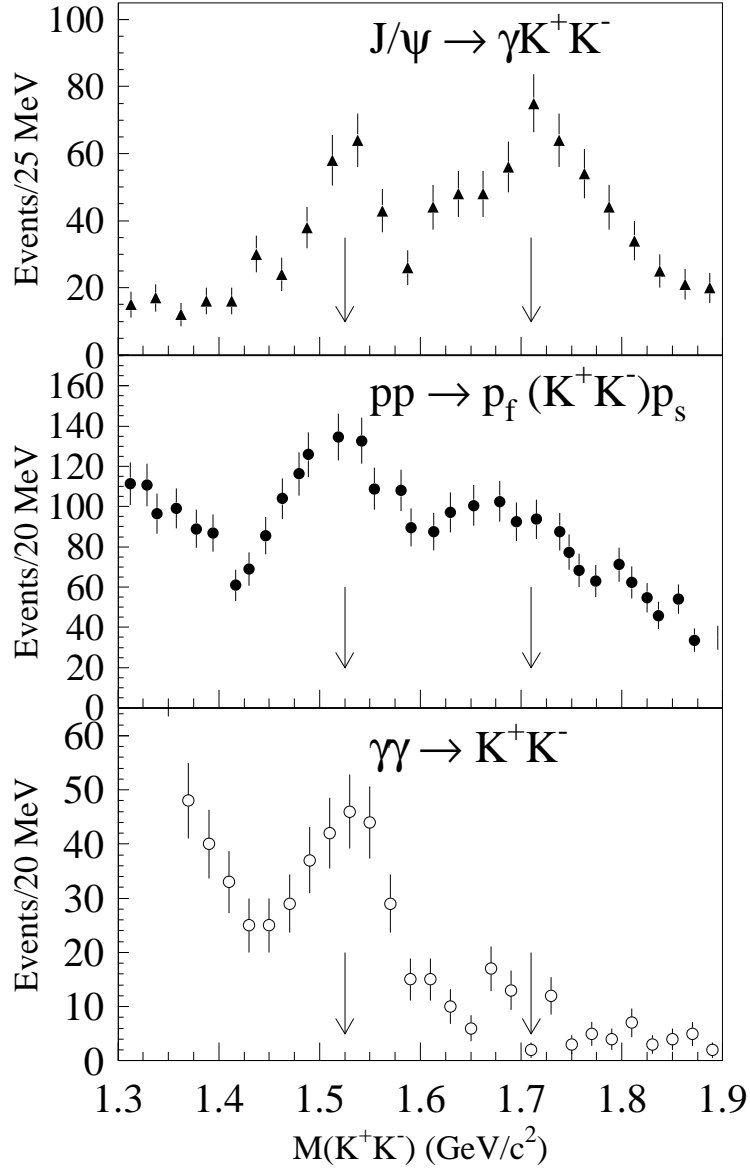 J/ψ → γK⁺K⁻
Events/25 MeV
100
80
60
40
20
0
pp → p_f (K⁺K⁻)p_s
Events/20 MeV
160
140
120
100
80
60
40
20
0
γγ → K⁺K⁻
Events/20 MeV
60
50
40
30
20
10
0
1.3 1.4 1.5 1.6 1.7 1.8 1.9
M(K⁺K⁻) (GeV/c²)